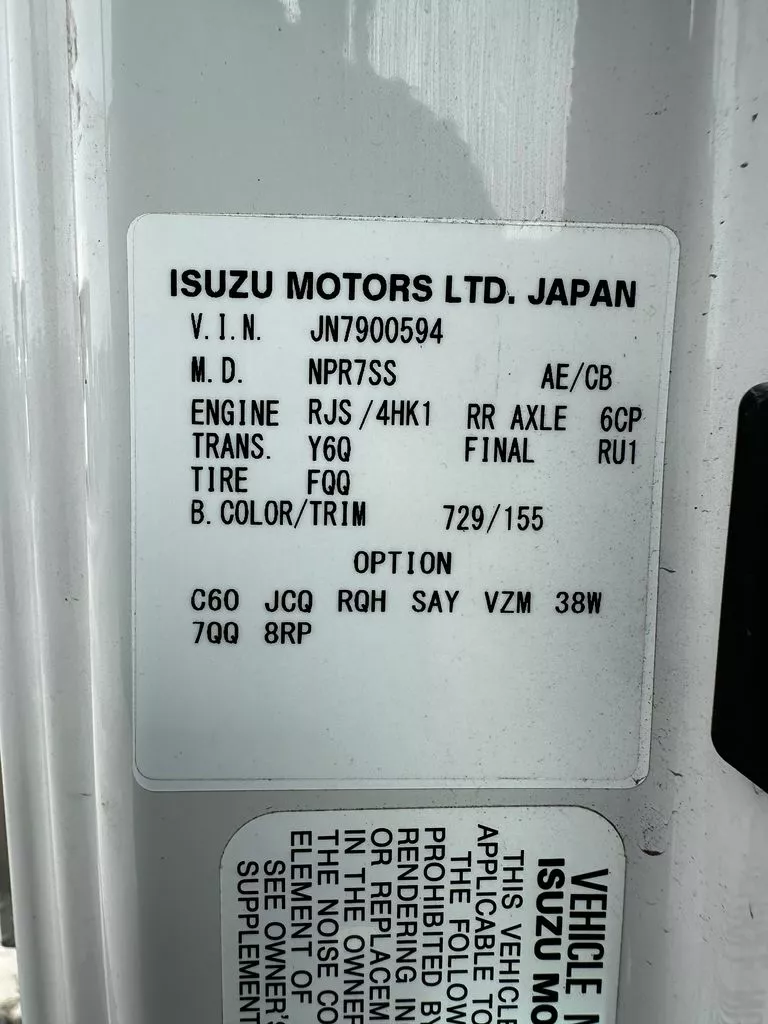 ISUZU MOTORS LTD. JAPAN
V.I.N. JN7900594
M.D. NPR7SS AE/CB
ENGINE RJS/4HK1 RR AXLE 6CP
TRANS. Y6Q FINAL RU1
TIRE FQQ
B.COLOR/TRIM 729/155
OPTION
C60 JCQ RQH SAY VZM 38W
7QQ 8RP
VEHICLE N
ISUZU MO
THIS VEHICLE
APPLICABLE TO
THE FOLLOW
PROHIBITED BY
RENDERING IN
OR REPLACEM
IN THE OWNER
THE NOISE CO
ELEMENT OF
SEE OWNER'S
SUPPLEMENT